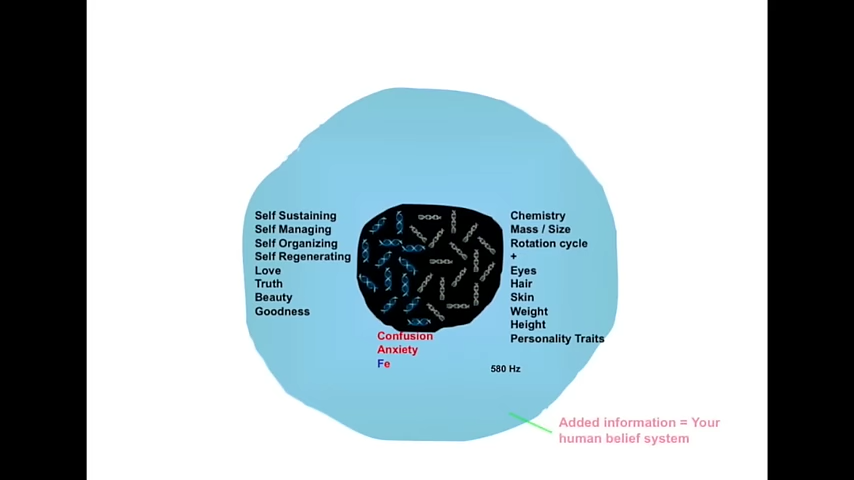 Self Sustaining
Self Managing
Self Organizing
Self Regenerating
Love
Truth
Beauty
Goodness
Chemistry
Mass / Size
Rotation cycle
+
Eyes
Hair
Skin
Weight
Height
Personality Traits
Confusion
Anxiety
Fe
580 Hz
Added information = Your
human belief system